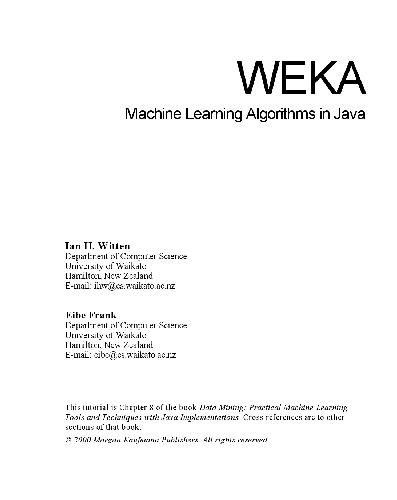 WEKA
Machine Learning Algorithms in Java
Ian H. Witten
Department of Computer Science
University of Waikato
Hamilton, New Zealand
E-mail: ihw@cs.waikato.ac.nz
Eibe Frank
Department of Computer Science
University of Waikato
Hamilton, New Zealand
E-mail: eibe@cs.waikato.ac.nz
This tutorial is Chapter 8 of the book Data Mining: Practical Machine Learning
Tools and Techniques with Java Implementations. Cross-references are to other
sections of that book.
© 2000 Morgan Kaufmann Publishers. All rights reserved.